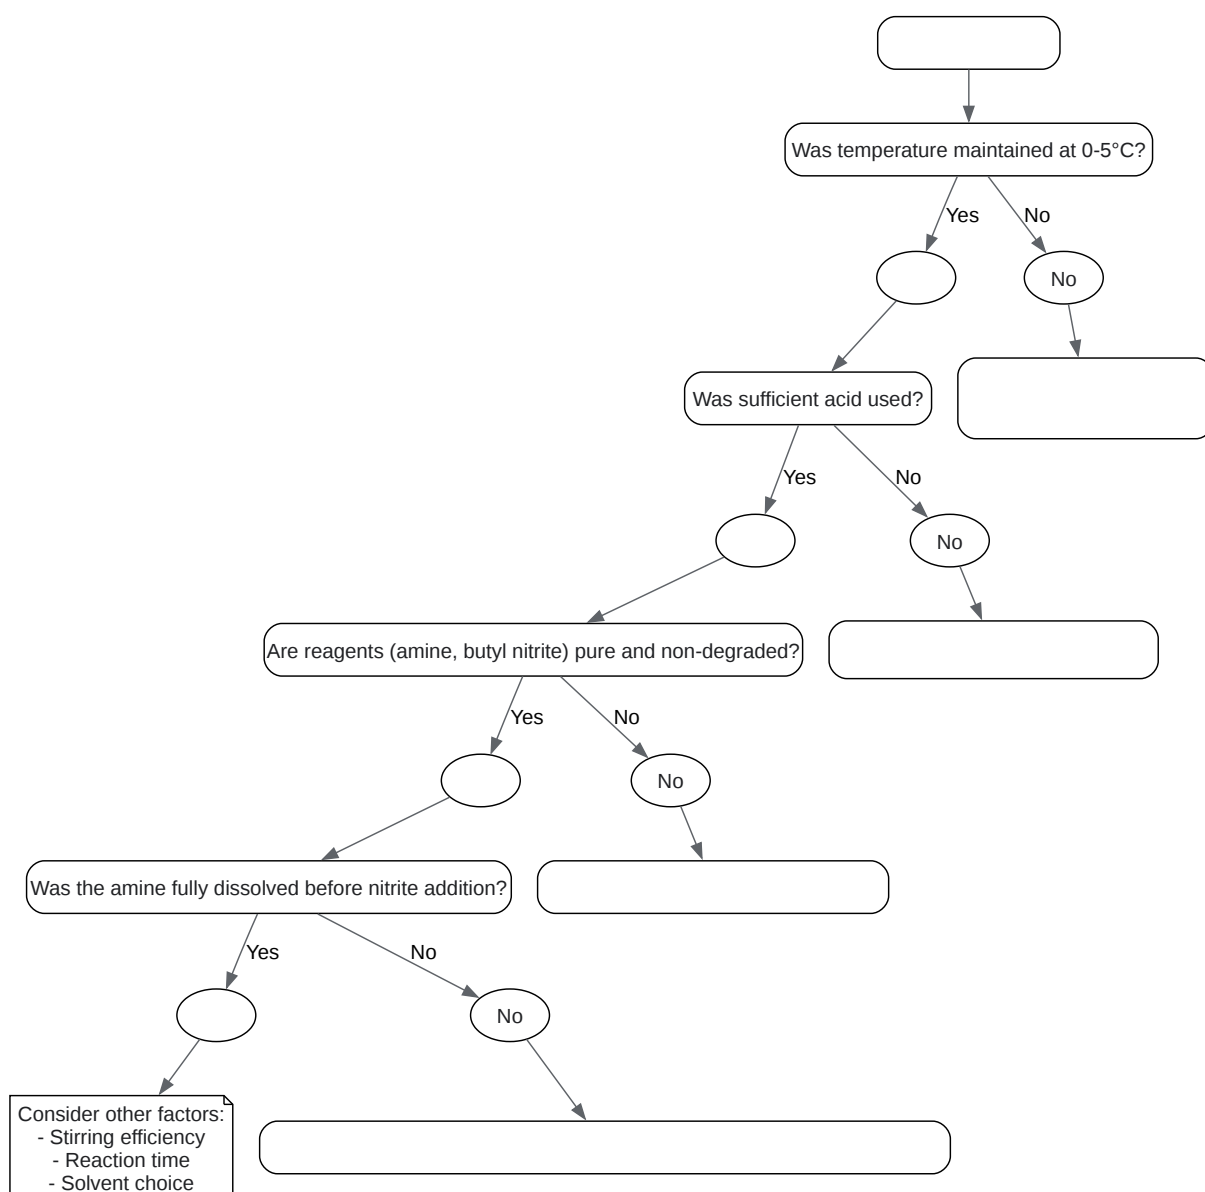 Was temperature maintained at 0-5°C?
Yes
No
No
Was sufficient acid used?
Yes
No
No
Are reagents (amine, butyl nitrite) pure and non-degraded?
Yes
No
No
Was the amine fully dissolved before nitrite addition?
Yes
No
No
Consider other factors:
- Stirring efficiency
- Reaction time
- Solvent choice